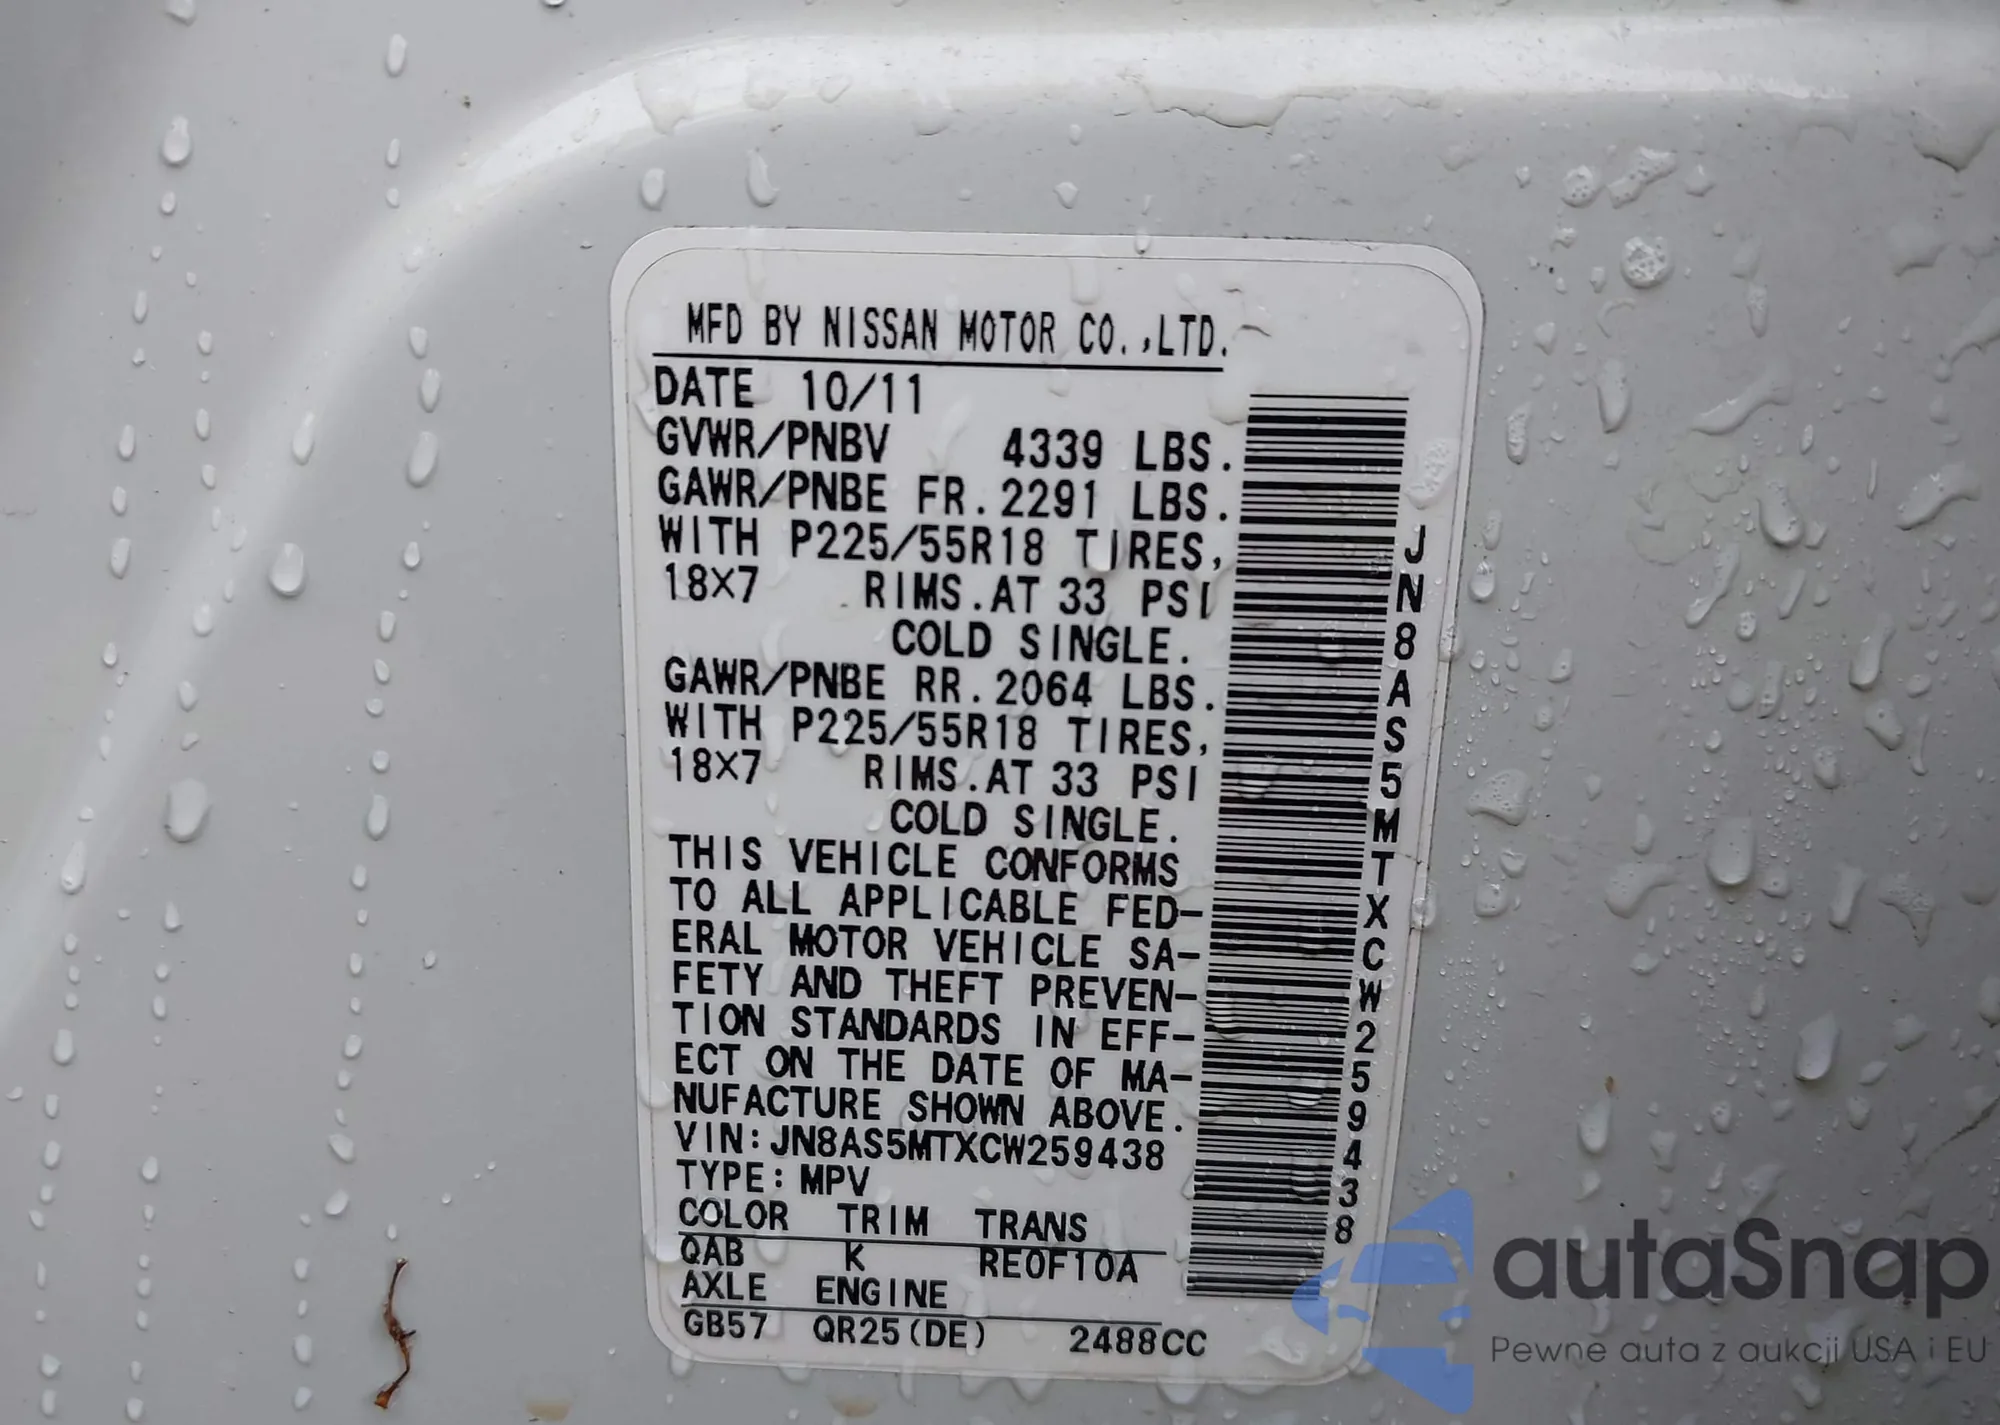 MFD BY NISSAN MOTOR CO.,LTD.
DATE 10/11
GVWR/PNBV 4339 LBS.
GAWR/PNBE FR.2291 LBS.
WITH P225/55R18 TIRES,
18X7 RIMS.AT 33 PSI
COLD SINGLE.
GAWR/PNBE RR.2064 LBS.
WITH P225/55R18 TIRES,
18X7 RIMS.AT 33 PSI
COLD SINGLE.
THIS VEHICLE CONFORMS
TO ALL APPLICABLE FED-
ERAL MOTOR VEHICLE SA-
FETY AND THEFT PREVEN-
TION STANDARDS IN EFF-
ECT ON THE DATE OF MA-
NUFACTURE SHOWN ABOVE.
VIN:JN8AS5MTXCW259438
TYPE:MPV
COLOR TRIM TRANS
QAB K RE0F10A
AXLE ENGINE
GB57 QR25(DE) 2488CC
JN8AS5MTXCW259438
autaSnap
Pewne auta z aukcji USA i EU